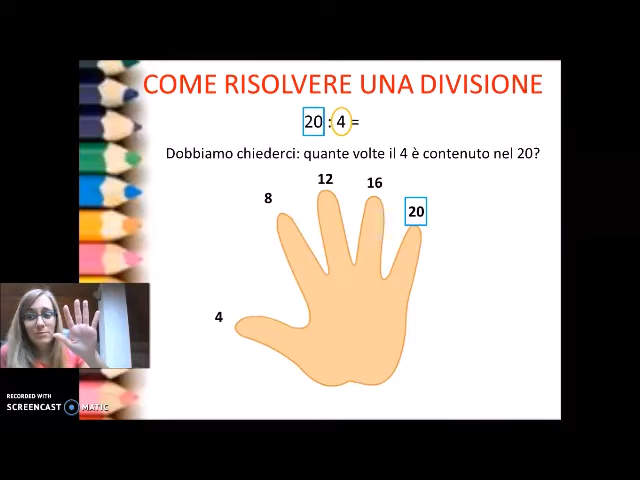 COME RISOLVERE UNA DIVISIONE
20 : 4 =
Dobbiamo chiederci: quante volte il 4 è contenuto nel 20?
12
16
8
20
4
RECORDED WITH
SCREENCAST MATIC